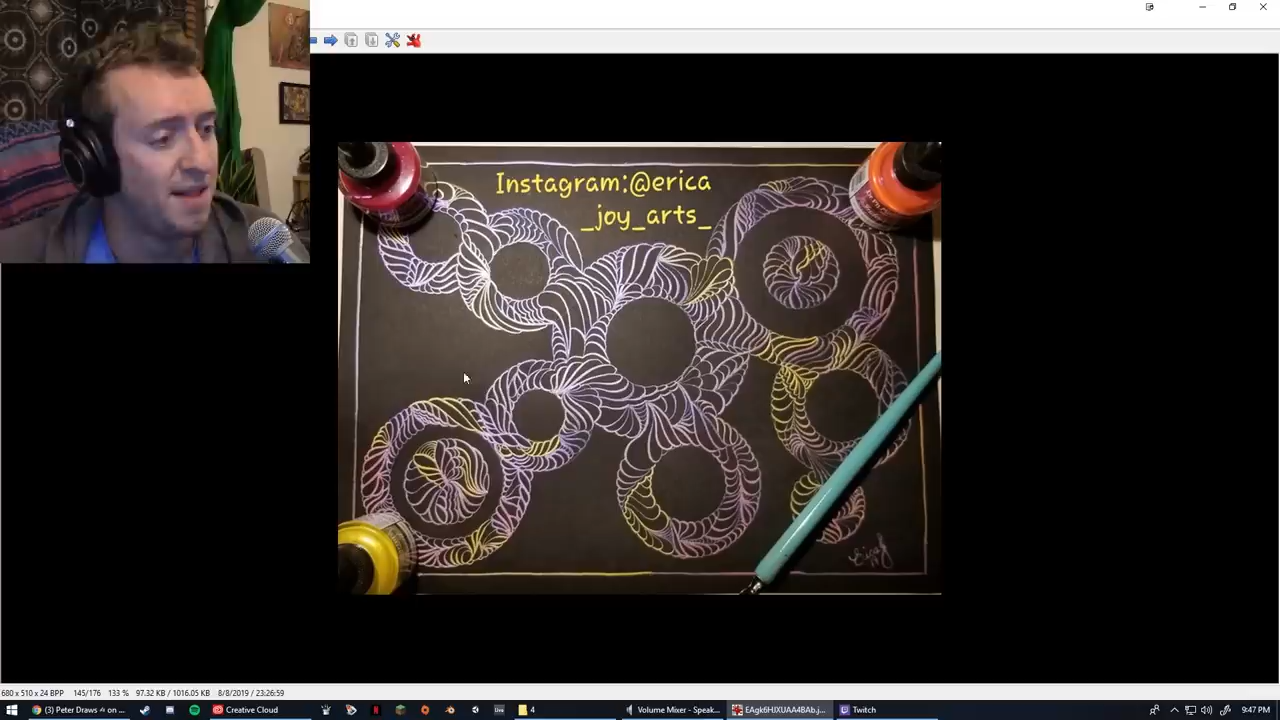 Instagram:@erica
_joy_arts_
680 x 510 x 24 BPP
145/176
133 %
97.32 KB / 1016.05 KB
8/8/2019 / 23:26:59
(3) Peter Draws
on ...
Creative Cloud
4
Volume Mixer - Speak...
EAgk6HJXUAA4BAb.j...
Twitch
9:47 PM